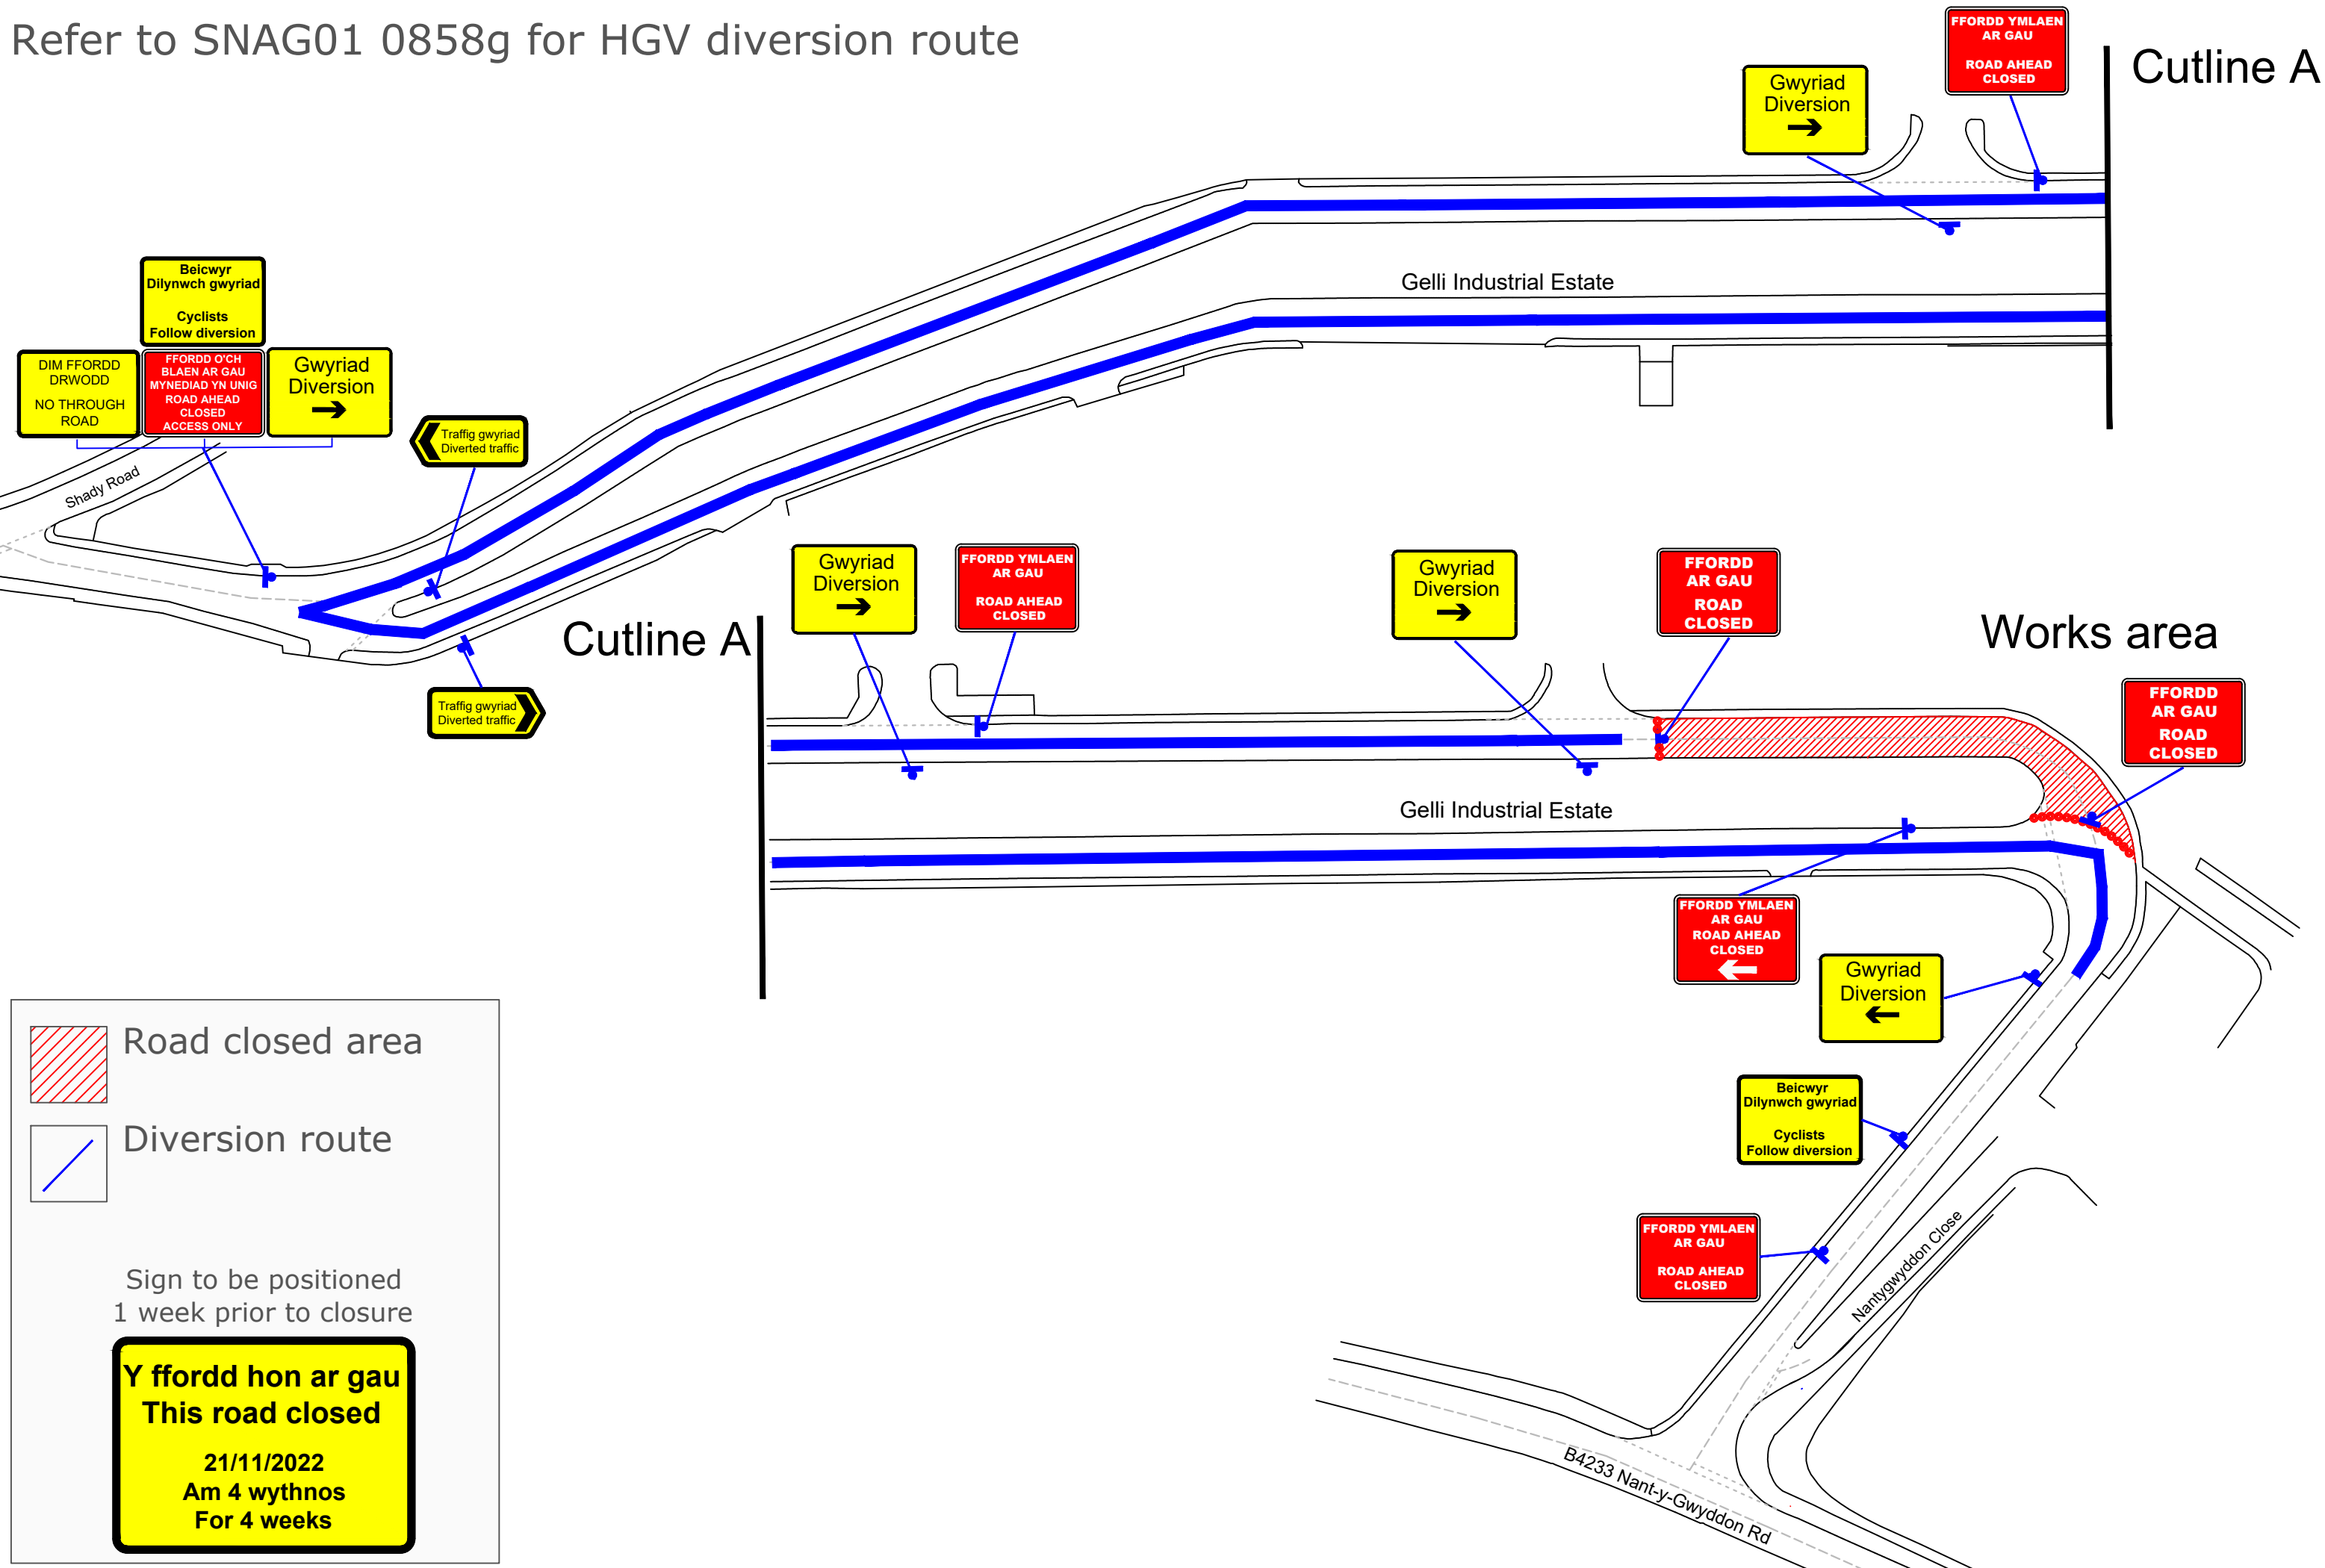 Refer to SNAG01 0858g for HGV diversion route
FFORDD YMLAEN
AR GAU
ROAD AHEAD
CLOSED
Cutline A
Gwyriad
Diversion
Gelli Industrial Estate
Beicwyr
Dilynwch gwyriad
Cyclists
Follow diversion
DIM FFORDD
DRWODD
NO THROUGH
ROAD
FFORDD O'CH
BLAEN AR GAU
MYNEDIAD YN UNIG
ROAD AHEAD
CLOSED
ACCESS ONLY
Gwyriad
Diversion
Traffig gwyriad
Diverted traffic
Shady Road
Traffig gwyriad
Diverted traffic
Cutline A
Gwyriad
Diversion
FFORDD YMLAEN
AR GAU
ROAD AHEAD
CLOSED
Gwyriad
Diversion
FFORDD
AR GAU
ROAD
CLOSED
Works area
FFORDD
AR GAU
ROAD
CLOSED
Gelli Industrial Estate
FFORDD YMLAEN
AR GAU
ROAD AHEAD
CLOSED
Gwyriad
Diversion
Beicwyr
Dilynwch gwyriad
Cyclists
Follow diversion
FFORDD YMLAEN
AR GAU
ROAD AHEAD
CLOSED
Nantygwyddon Close
B4233 Nant-y-Gwyddon Rd
Road closed area
Diversion route
Sign to be positioned
1 week prior to closure
Y ffordd hon ar gau
This road closed
21/11/2022
Am 4 wythnos
For 4 weeks